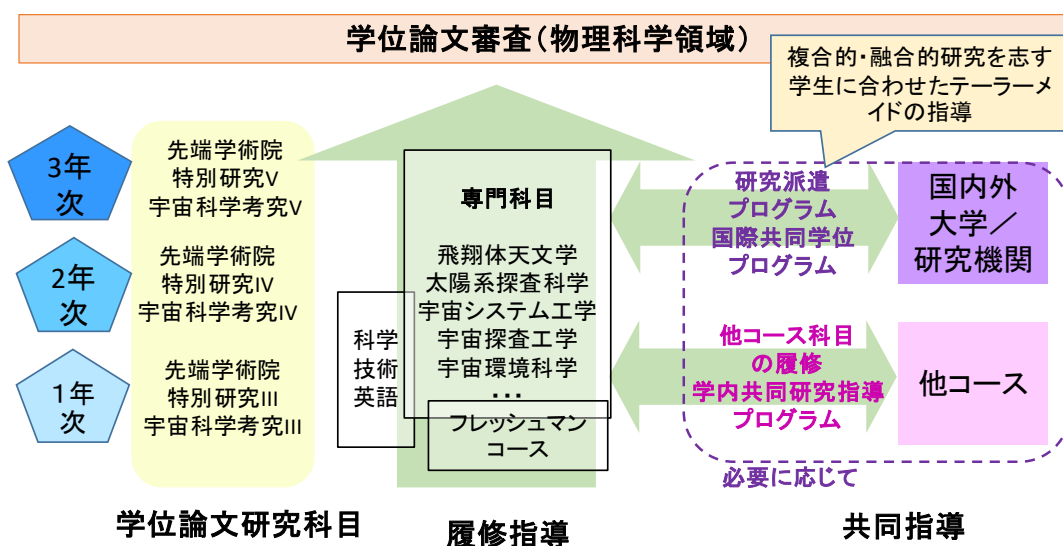 学位論文審査(物理科学領域)
複合的・融合的研究を志す
学生に合わせたテーラーメ
イドの指導
3年
次
先端学術院
特別研究V
宇宙科学考究V
2年
次
先端学術院
特別研究IV
宇宙科学考究IV
1年
次
先端学術院
特別研究III
宇宙科学考究III
科学
技術
英語
専門科目
飛翔体天文学
太陽系探査科学
宇宙システム工学
宇宙探査工学
宇宙環境科学
・・・
フレッシュマン
コース
研究派遣
プログラム
国際共同学位
プログラム
国内外
大学/
研究機関
他コース科目
の履修
学内共同研究指導
プログラム
他コース
必要に応じて
学位論文研究科目
履修指導
共同指導